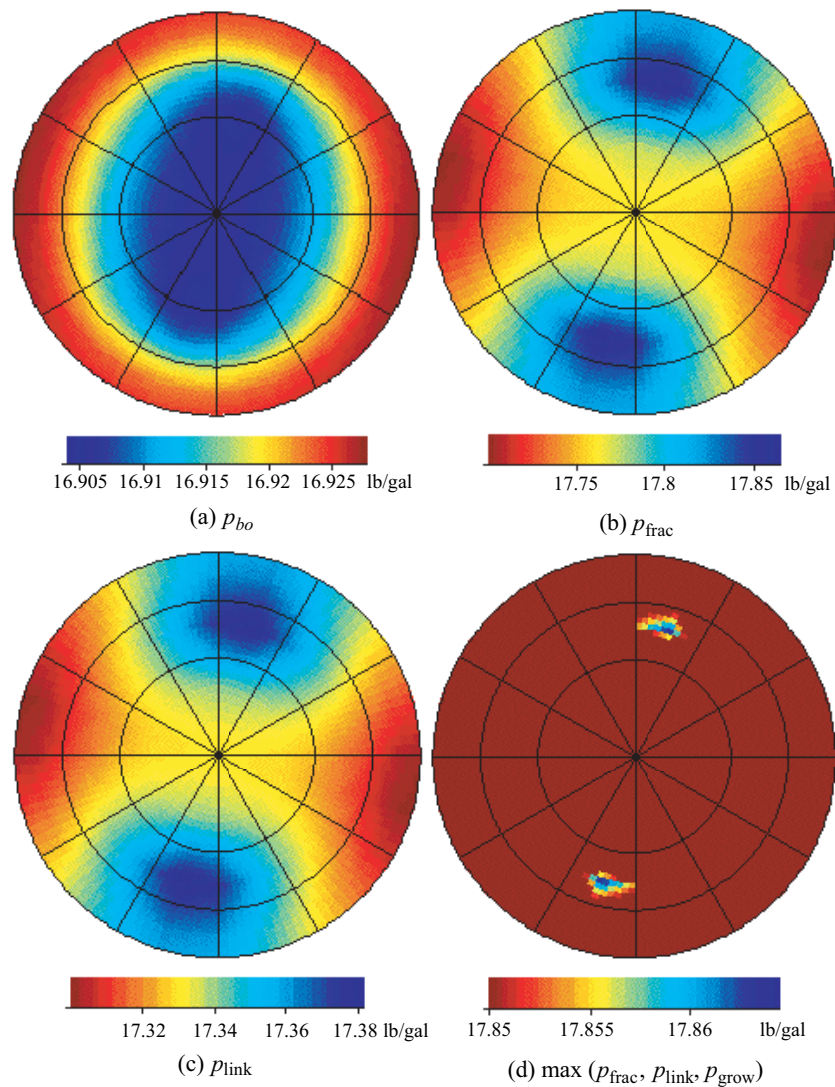 16.905 16.91 16.915 16.92 16.925 lb/gal
(a) p_bo
17.75 17.8 17.85 lb/gal
(b) p_frac
17.32 17.34 17.36 17.38 lb/gal
(c) p_link
17.85 17.855 17.86 lb/gal
(d) max (p_frac, p_link, p_grow)